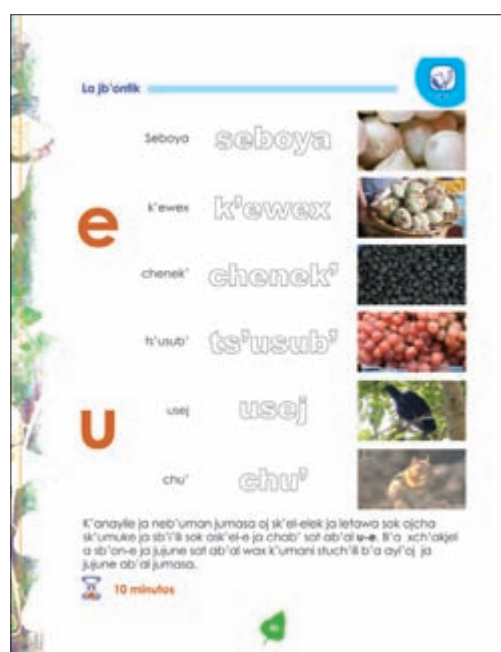 La jb'ontik
Seboya seboya
e
k'ewex k'ewex
chenek' chenek'
ts'usub' ts'usub'
u
usej usej
chu' chu'
K'anaylle ja neb'uman jumasa oj sk'el-elek ja letawa sok ojcha
sk'umuke ja sb'i'ili sok ask'el-e ja chab' sat ab'al u-e. B'a xch'akjel
a sb'on-e ja jujune sat ab'al wax k'umani stuch'ili b'a ayi'oj ja
jujune ab'al jumasa.
10 minutos